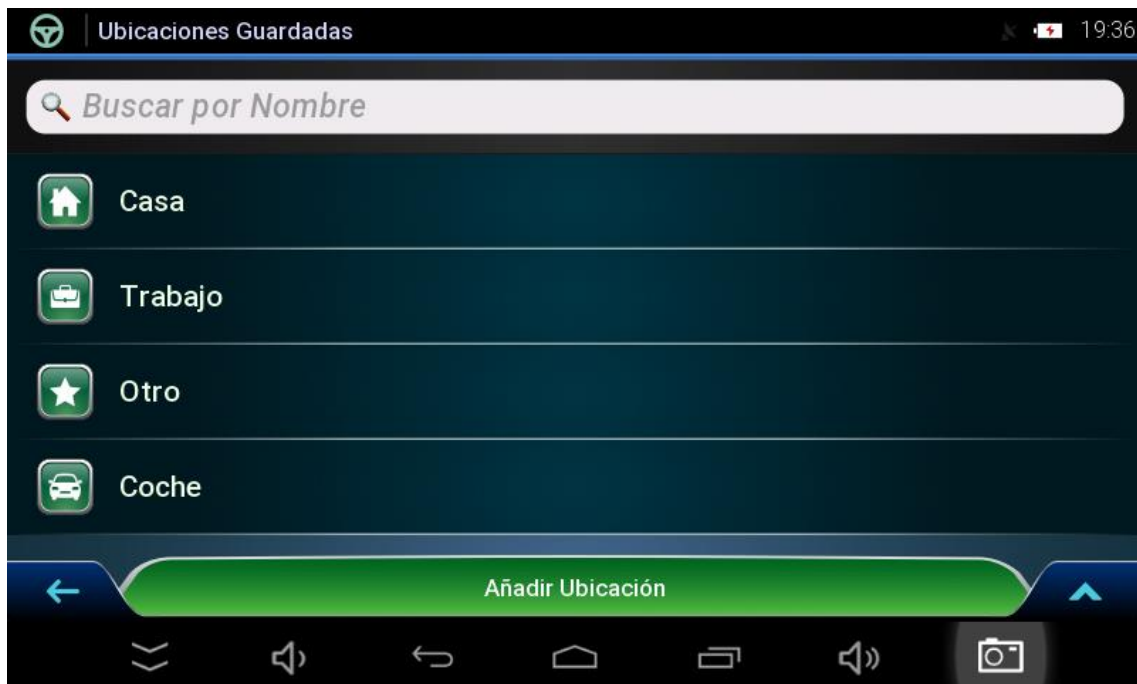 Ubicaciones Guardadas 19:36
Buscar por Nombre
Casa
Trabajo
Otro
Coche
Añadir Ubicación